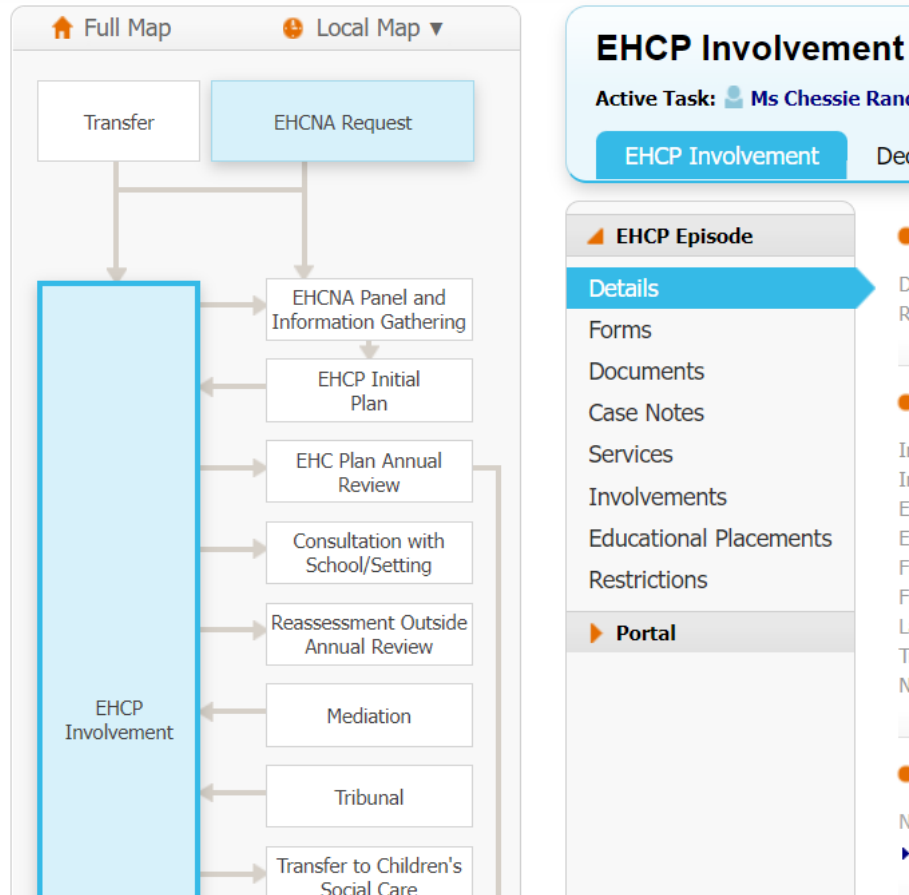 Full Map
Local Map ▼
Transfer
EHCNA Request
EHCNA Panel and
Information Gathering
EHCP Initial
Plan
EHC Plan Annual
Review
Consultation with
School/Setting
Reassessment Outside
Annual Review
EHCP
Involvement
Mediation
Tribunal
Transfer to Children's
Social Care
EHCP Involvement
Active Task: Ms Chessie
EHCP Involvement
EHCP Episode
Details
Forms
Documents
Case Notes
Services
Involvements
Educational Placements
Restrictions
Portal